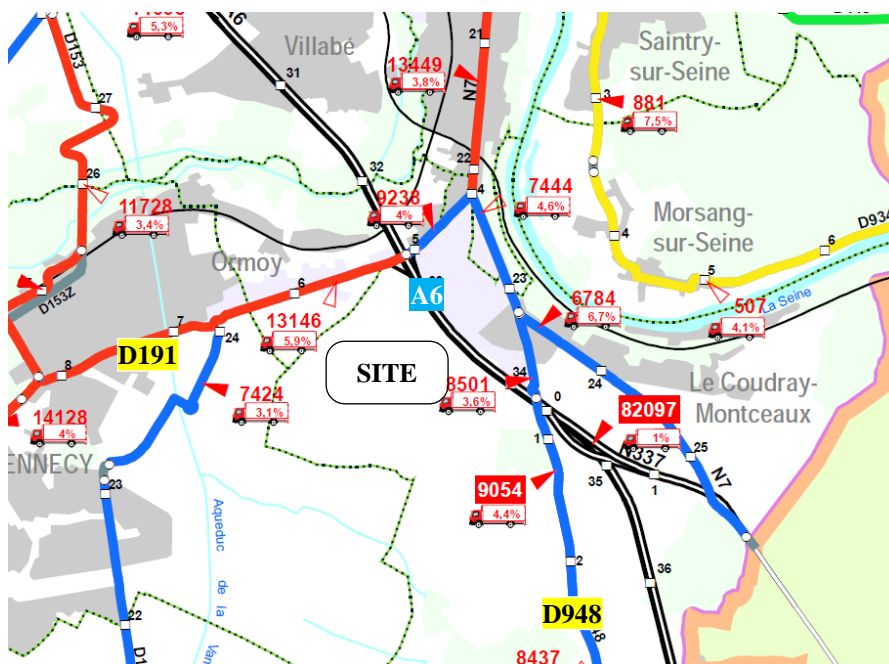 5,3%
D153
A6
21
13449
3,8%
Villabé
Saintry-
sur-Seine
31
N7
3
881
7,5%
27
32
22
4
26
9238
4%
7444
4,6%
11728
3,4%
Morsang-
sur-Seine
4
D934
5
6
Ormoy
5
D153Z
6
A6
23
6784
6,7%
507
4,1%
La Seine
7
24
13146
5,9%
D191
8
SITE
34
8501
3,6%
24
Le Coudray-
Montceaux
7424
3,1%
0
82097
1%
14128
4%
1
25
ENNECY
N337
N7
23
9054
4,4%
35
1
Aqueduc de la
2
36
22
D948
8437